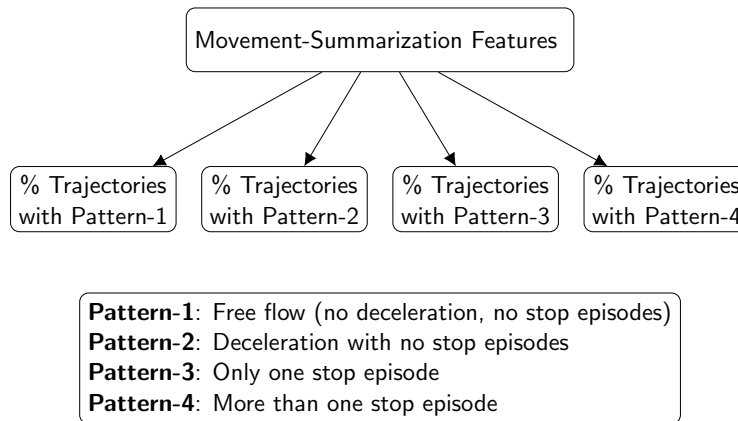 Movement-Summarization Features
% Trajectories
with Pattern-1
% Trajectories
with Pattern-2
% Trajectories
with Pattern-3
% Trajectories
with Pattern-4
Pattern-1: Free flow (no deceleration, no stop episodes)
Pattern-2: Deceleration with no stop episodes
Pattern-3: Only one stop episode
Pattern-4: More than one stop episode